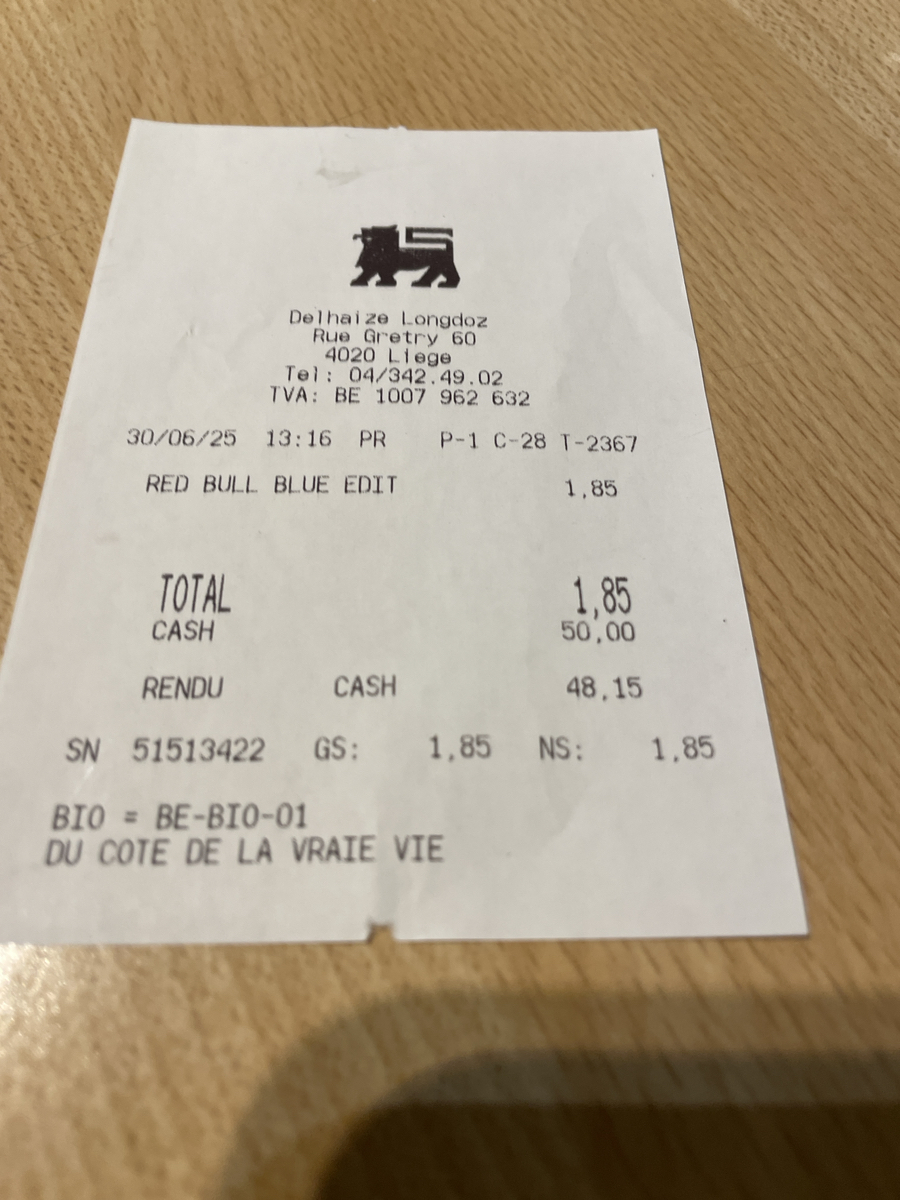 Delhaize Longdoz
Rue Gretry 60
4020 Liege
Tel: 04/342.49.02
TVA: BE 1007 962 632
30/06/25 13:16 PR P-1 C-28 T-2367
RED BULL BLUE EDIT 1,85
TOTAL 1,85
CASH 50,00
RENDU CASH 48,15
SN 51513422 GS: 1,85 NS: 1,85
BIO = BE-BIO-01
DU COTE DE LA VRAIE VIE